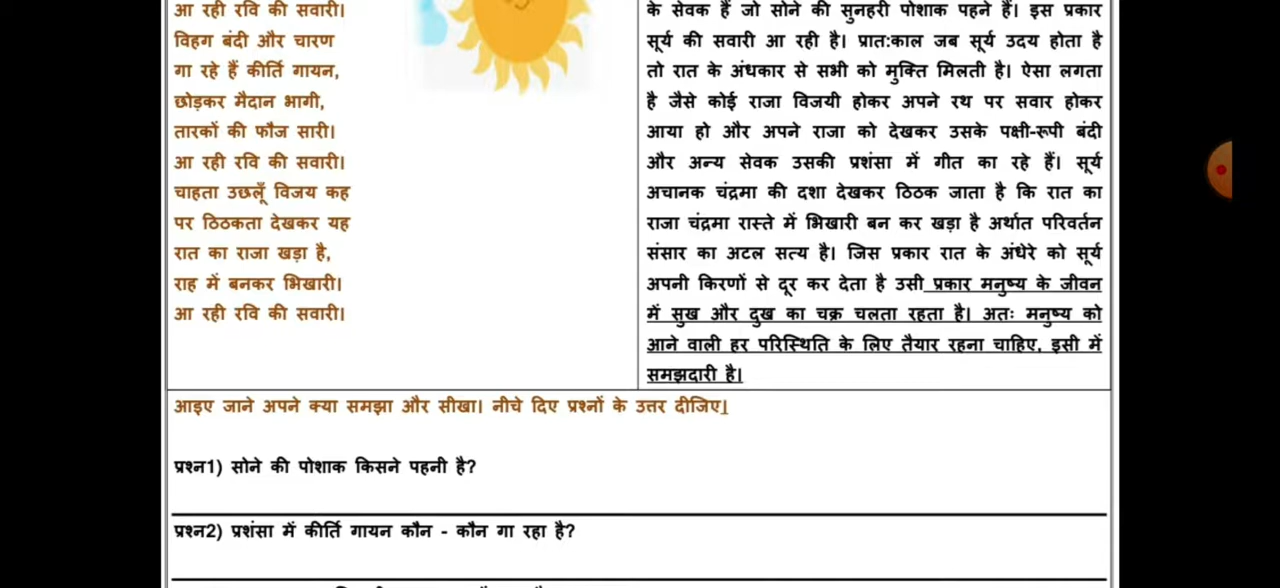 आ रही रवि की सवारी।
विहग बंदी और चारण
गा रहे हैं कीर्ति गायन,
छोड़कर मैदान भागी,
तारकों की फौज सारी।
आ रही रवि की सवारी।
चाहता उछलूँ विजय कह
पर ठिठकता देखकर यह
रात का राजा खड़ा है,
राह में बनकर भिखारी।
आ रही रवि की सवारी।
के सेवक हैं जो सोने की सुनहरी पोशाक पहने हैं। इस प्रकार
सूर्य की सवारी आ रही है। प्रात:काल जब सूर्य उदय होता है
तो रात के अंधकार से सभी को मुक्ति मिलती है। ऐसा लगता
है जैसे कोई राजा विजयी होकर अपने रथ पर सवार होकर
आया हो और अपने राजा को देखकर उसके पक्षी-रूपी बंदी
और अन्य सेवक उसकी प्रशंसा में गीत का रहे हैं। सूर्य
अचानक चंद्रमा की दशा देखकर ठिठक जाता है कि रात का
राजा चंद्रमा रास्ते में भिखारी बन कर खड़ा है अर्थात परिवर्तन
संसार का अटल सत्य है। जिस प्रकार रात के अंधेरे को सूर्य
अपनी किरणों से दूर कर देता है उसी प्रकार मनुष्य के जीवन
में सुख और दुख का चक्र चलता रहता है। अतः मनुष्य को
आने वाली हर परिस्थिति के लिए तैयार रहना चाहिए, इसी में
समझदारी है।
आइए जाने अपने क्या समझा और सीखा। नीचे दिए प्रश्नों के उत्तर दीजिए।
प्रश्न1) सोने की पोशाक किसने पहनी है?
प्रश्न2) प्रशंसा में कीर्ति गायन कौन - कौन गा रहा है?